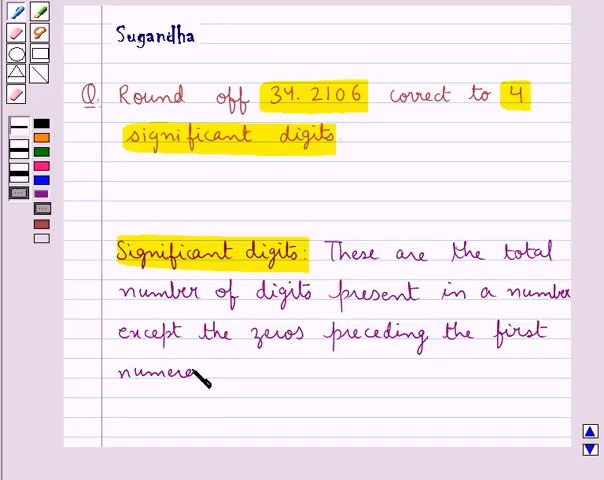 Sugandha
Q. Round off 34.2106 correct to 4
significant digits.
Significant digits: These are the total
number of digits present in a number
except the zeros preceding the first
numera